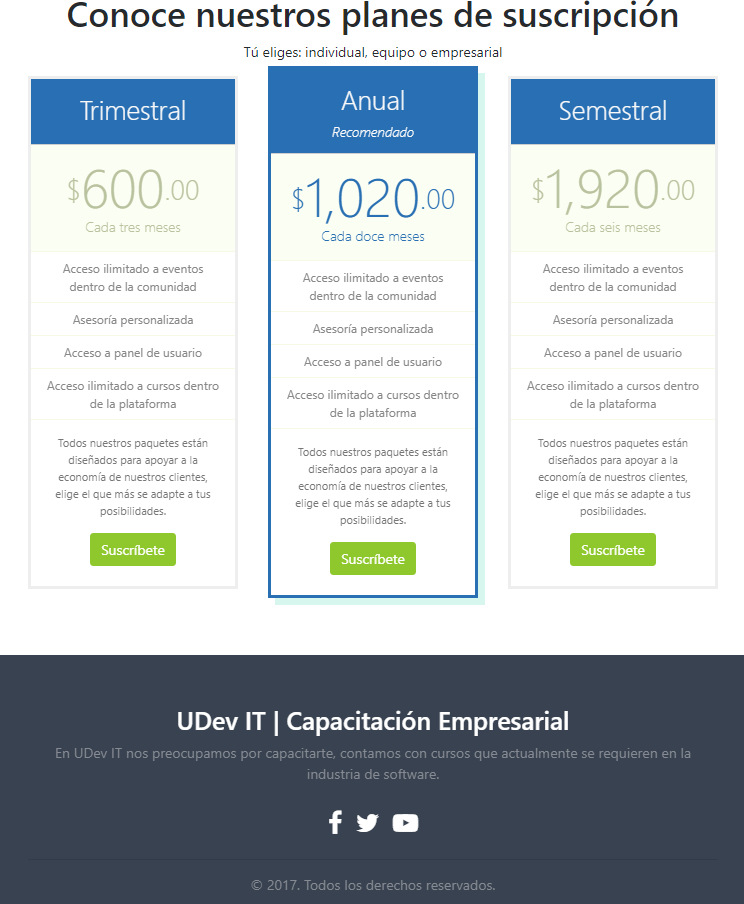 Conoce nuestros planes de suscripción
Tú eliges: individual, equipo o empresarial
Trimestral
$600.00
Cada tres meses
Acceso ilimitado a eventos
dentro de la comunidad
Asesoría personalizada
Acceso a panel de usuario
Acceso ilimitado a cursos dentro
de la plataforma
Todos nuestros paquetes están
diseñados para apoyar a la
economía de nuestros clientes,
elige el que más se adapte a tus
posibilidades.
Suscríbete
Anual
Recomendado
$1,020.00
Cada doce meses
Acceso ilimitado a eventos
dentro de la comunidad
Asesoría personalizada
Acceso a panel de usuario
Acceso ilimitado a cursos dentro
de la plataforma
Todos nuestros paquetes están
diseñados para apoyar a la
economía de nuestros clientes,
elige el que más se adapte a tus
posibilidades.
Suscríbete
Semestral
$1,920.00
Cada seis meses
Acceso ilimitado a eventos
dentro de la comunidad
Asesoría personalizada
Acceso a panel de usuario
Acceso ilimitado a cursos dentro
de la plataforma
Todos nuestros paquetes están
diseñados para apoyar a la
economía de nuestros clientes,
elige el que más se adapte a tus
posibilidades.
Suscríbete
UDev IT | Capacitación Empresarial
En UDev IT nos preocupamos por capacitarte, contamos con cursos que actualmente se requieren en la
industria de software.
© 2017. Todos los derechos reservados.